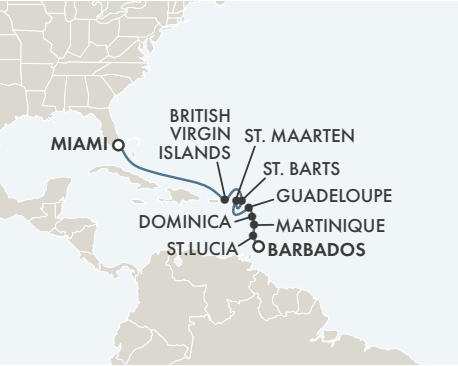 BRITISH
VIRGIN
ISLANDS
MIAMI
ST. MAARTEN
ST. BARTS
GUADELOUPE
DOMINICA
MARTINIQUE
ST.LUCIA
BARBADOS